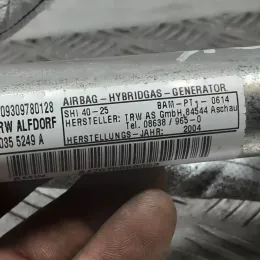 09309780128
RW ALFDORF
035 5249 A
AIRBAG-HYBRIDGAS-GENERATOR
SHI 40-25 BAM-PT1-0614
HERSTELLER: TRW AS GmbH, 84544 Aschau
TEL. 08638 / 965-0
HERSTELLUNGS-JAHR: 2004